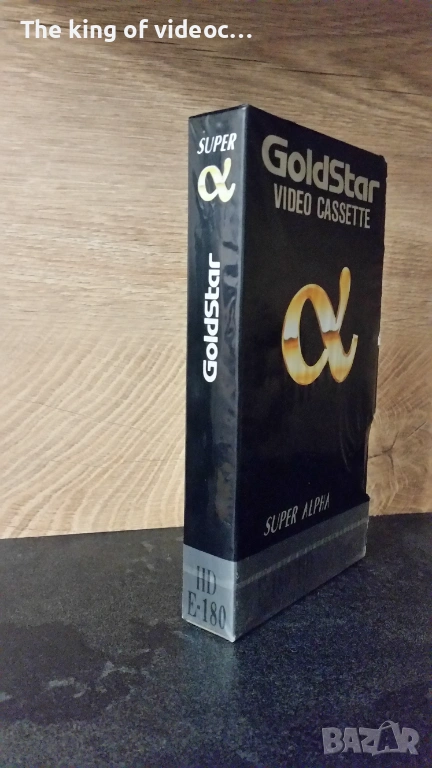 The king of videoc...
SUPER
α
GoldStar
HD
E-180
GoldStar
VIDEO CASSETTE
α
SUPER ALPHA
BAZAR